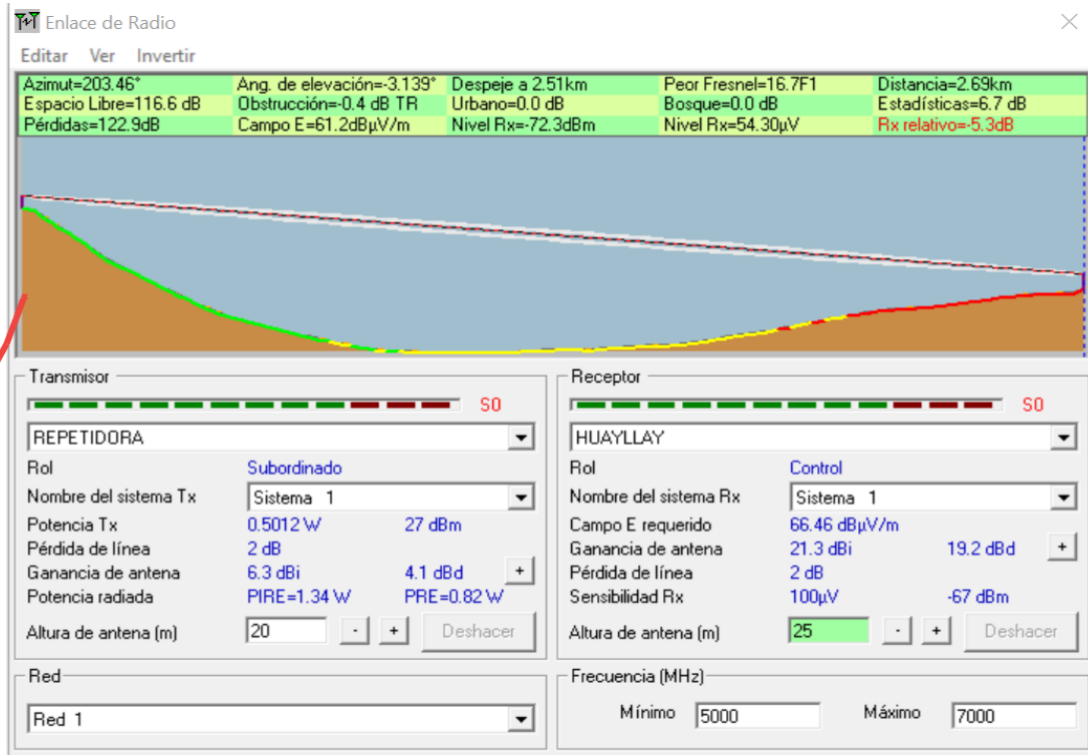 Enlace de Radio
Editar Ver Invertir
Azimut=203.46° Ang. de elevación=-3.139° Despeje a 2.51km Peor Fresnel=16.7F1 Distancia=2.69km
Espacio Libre=116.6 dB Obstrucción=-0.4 dB TR Urbano=0.0 dB Bosque=0.0 dB Estadísticas=6.7 dB
Pérdidas=122.9dB Campo E=61.2dBµV/m Nivel Rx=-72.3dBm Nivel Rx=54.30µV Rx relativo=-5.3dB
Transmisor
S0
REPETIDORA
Rol Subordinado
Nombre del sistema Tx Sistema 1
Potencia Tx 0.5012 W 27 dBm
Pérdida de línea 2 dB
Ganancia de antena 6.3 dBi 4.1 dBd +
Potencia radiada PIRE=1.34 W PRE=0.82 W
Altura de antena (m) 20 - + Deshacer
Red
Red 1
Receptor
S0
HUAYLLAY
Rol Control
Nombre del sistema Rx Sistema 1
Campo E requerido 66.46 dBµV/m
Ganancia de antena 21.3 dBi 19.2 dBd +
Pérdida de línea 2 dB
Sensibilidad Rx 100µV -67 dBm
Altura de antena (m) 25 - + Deshacer
Frecuencia (MHz)
Mínimo 5000 Máximo 7000